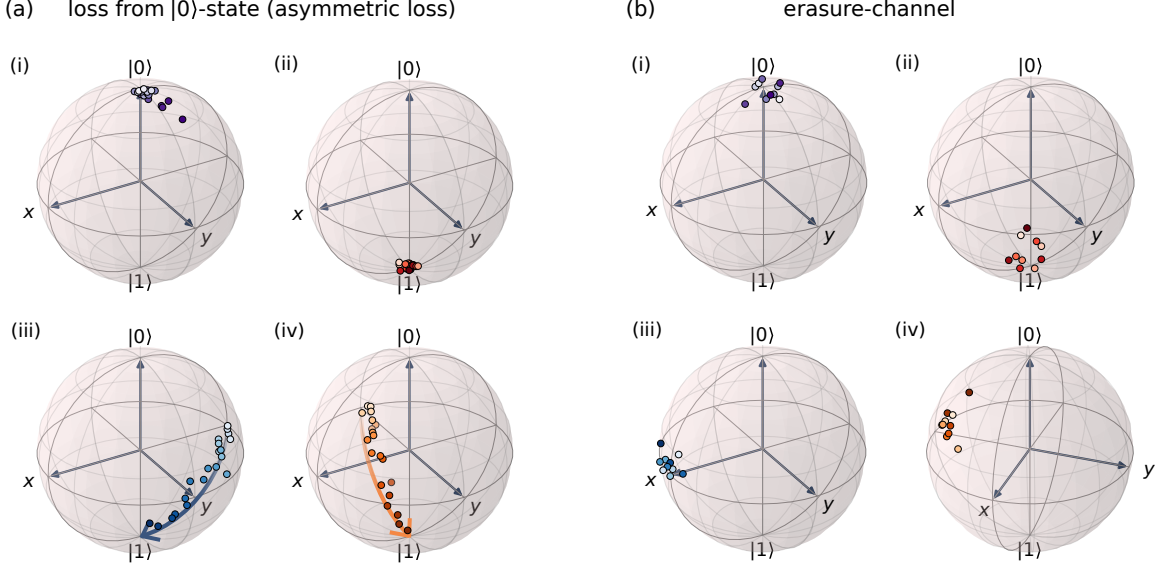 (a) loss from |0⟩-state (asymmetric loss)
(b) erasure-channel
(i)
|0⟩
x
y
|1⟩
(ii)
|0⟩
x
y
|1⟩
(i)
|0⟩
x
y
|1⟩
(ii)
|0⟩
x
y
|1⟩
(iii)
|0⟩
x
y
|1⟩
(iv)
|0⟩
x
y
|1⟩
(iii)
|0⟩
x
y
|1⟩
(iv)
|0⟩
x
y
|1⟩